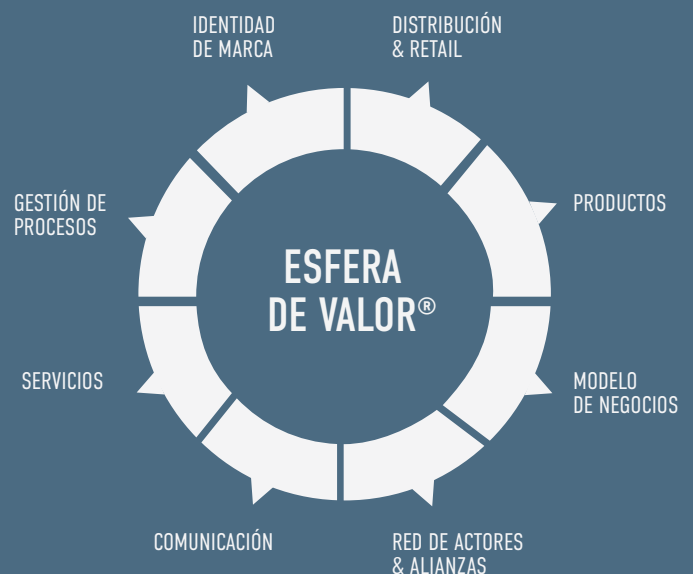 IDENTIDAD
DE MARCA
DISTRIBUCIÓN
& RETAIL
GESTIÓN DE
PROCESOS
PRODUCTOS
ESFERA
DE VALOR®
SERVICIOS
MODELO
DE NEGOCIOS
COMUNICACIÓN
RED DE ACTORES
& ALIANZAS